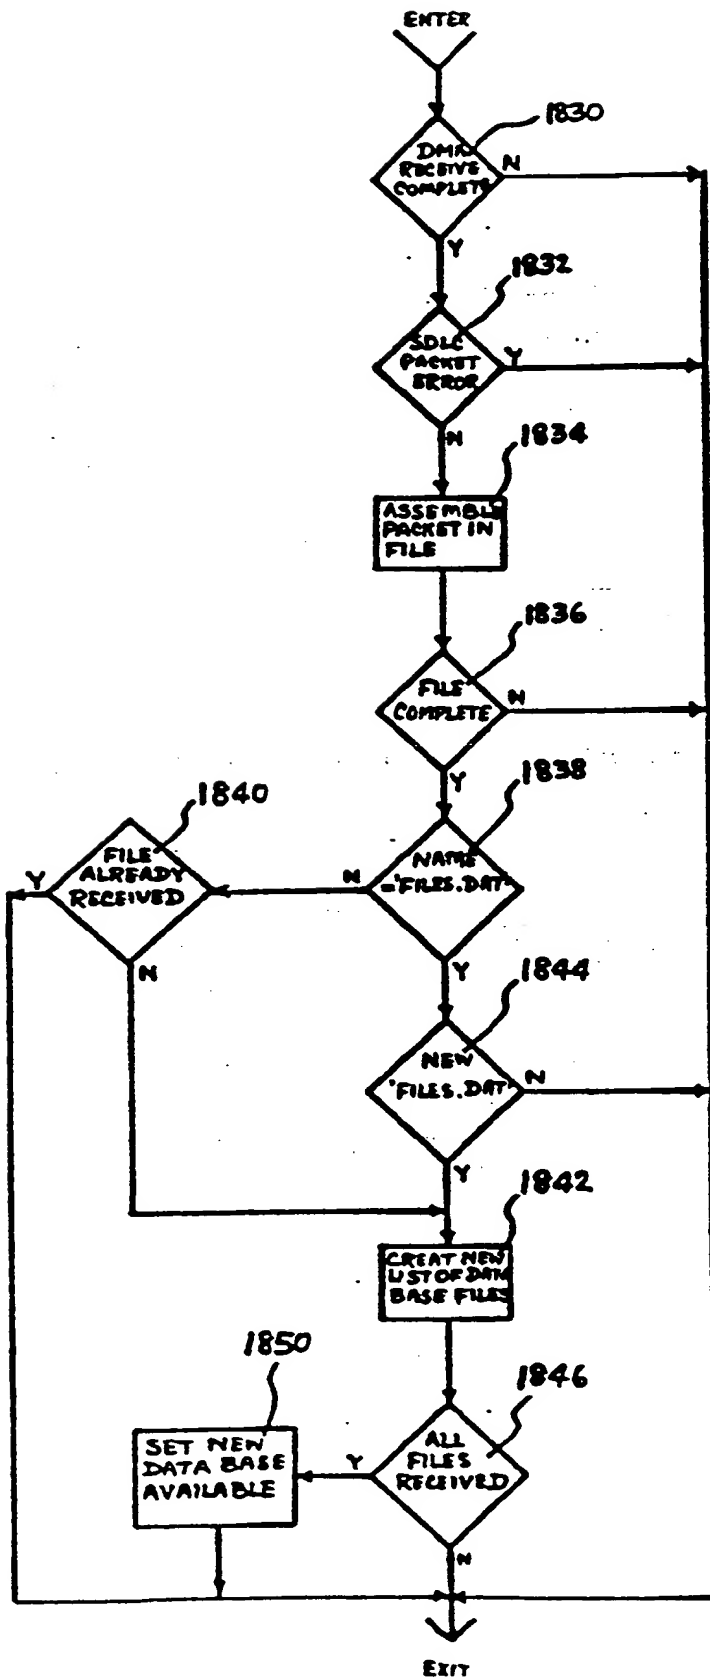 ENTER
1830
DMA
RECEIVE
COMPLETE
N
Y
1832
SDLC
PACKET
ERROR
Y
N
1834
ASSEMBLE
PACKET IN
FILE
1836
FILE
COMPLETE
N
Y
1838
1840
NAME
='FILES.DAT'
FILE
ALREADY
RECEIVED
Y
N
N
Y
1844
NEW
'FILES.DAT'
N
Y
1842
CREAT NEW
LIST OF DATA
BASE FILES
1850
1846
SET NEW
DATA BASE
AVAILABLE
ALL
FILES
RECEIVED
Y
N
EXIT